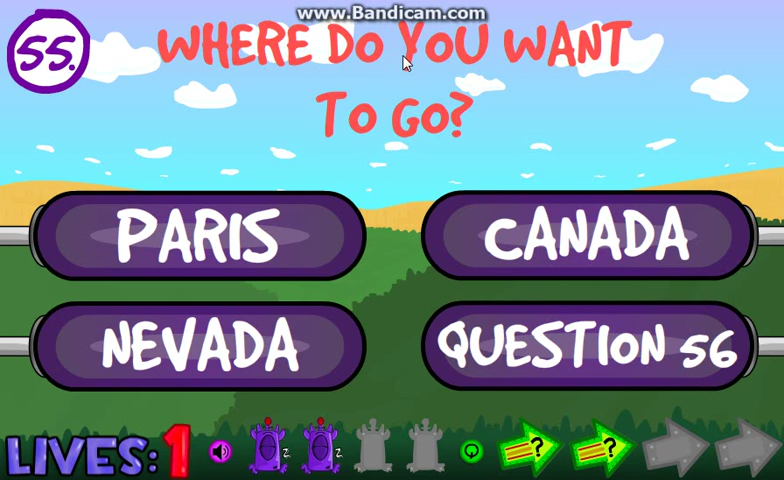 www.Bandicam.com
55.
WHERE DO YOU WANT
TO GO?
PARIS
CANADA
NEVADA
QUESTION 56
LIVES: 1
z z
z z
?
?